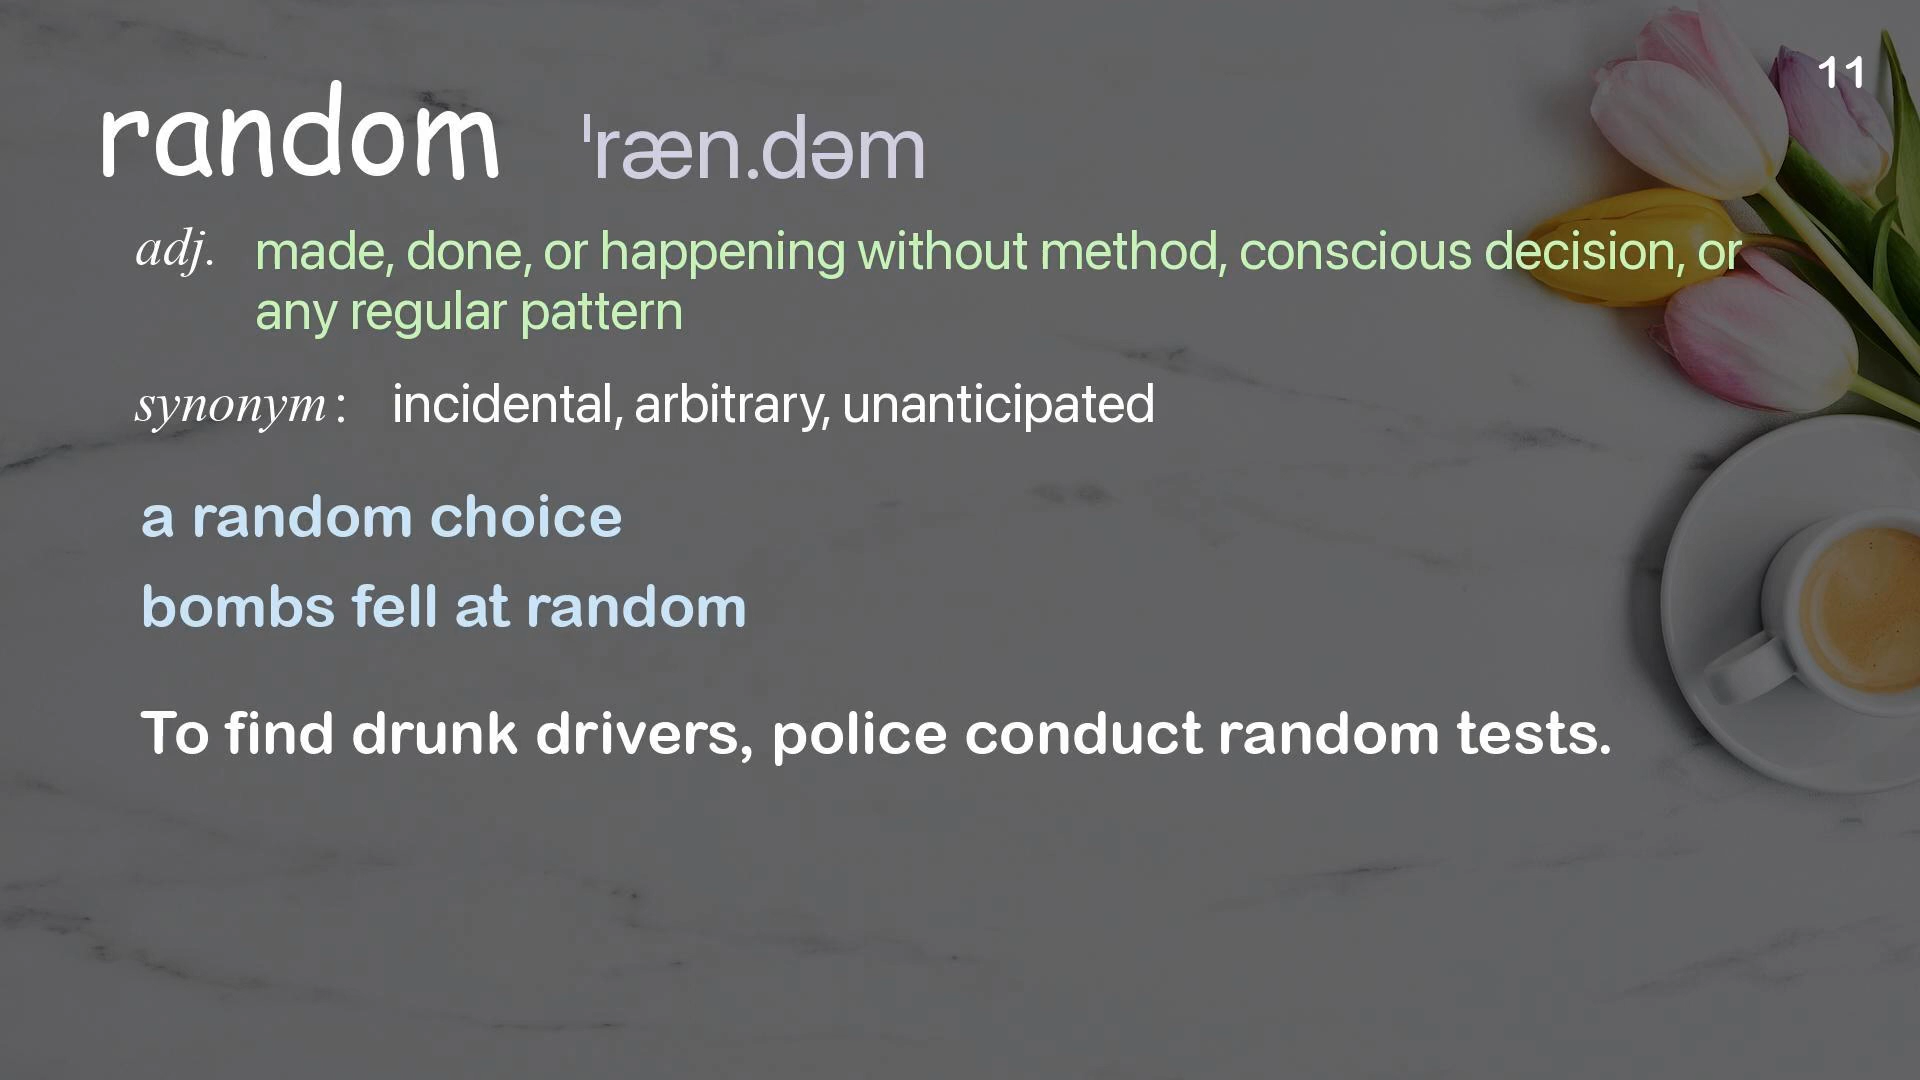 11
random ˈræn.dəm
adj. made, done, or happening without method, conscious decision, or
any regular pattern
synonym : incidental, arbitrary, unanticipated
a random choice
bombs fell at random
To find drunk drivers, police conduct random tests.